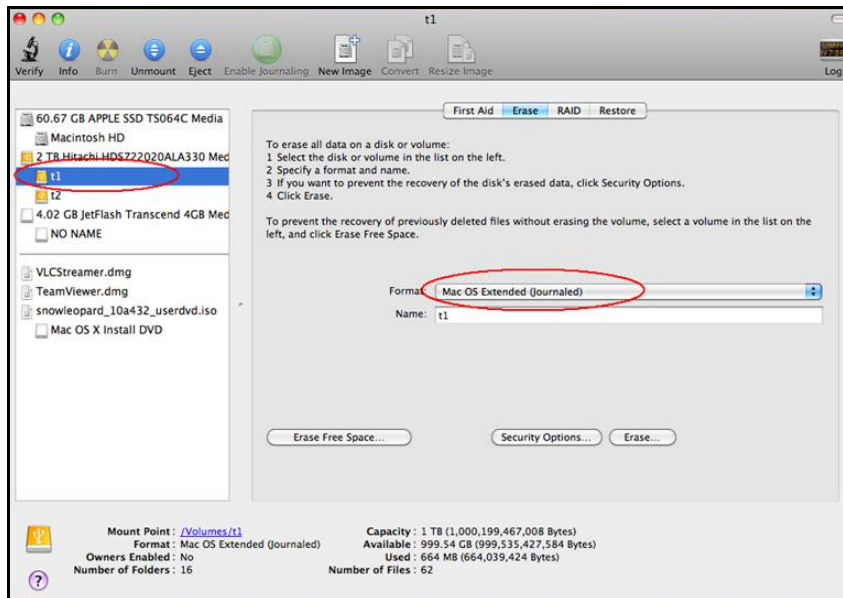 t1
Verify Info Burn Unmount Eject Enable Journaling New Image Convert Resize Image Log
60.67 GB APPLE SSD TS064C Media
Macintosh HD
2 TB Hitachi HDS722020ALA330 Med
t1
t2
4.02 GB JetFlash Transcend 4GB Med
NO NAME
VLCStreamer.dmg
TeamViewer.dmg
snowleopard_10a432_userdvd.iso
Mac OS X Install DVD
First Aid Erase RAID Restore
To erase all data on a disk or volume:
1 Select the disk or volume in the list on the left.
2 Specify a format and name.
3 If you want to prevent the recovery of the disk's erased data, click Security Options.
4 Click Erase.
To prevent the recovery of previously deleted files without erasing the volume, select a volume in the list on the
left, and click Erase Free Space.
Format: Mac OS Extended (Journaled)
Name: t1
Erase Free Space... Security Options... Erase...
Mount Point : /Volumes/t1
Format : Mac OS Extended (Journaled)
Owners Enabled : No
Number of Folders : 16
Capacity : 1 TB (1,000,199,467,008 Bytes)
Available : 999.54 GB (999,535,427,584 Bytes)
Used : 664 MB (664,039,424 Bytes)
Number of Files : 62
?